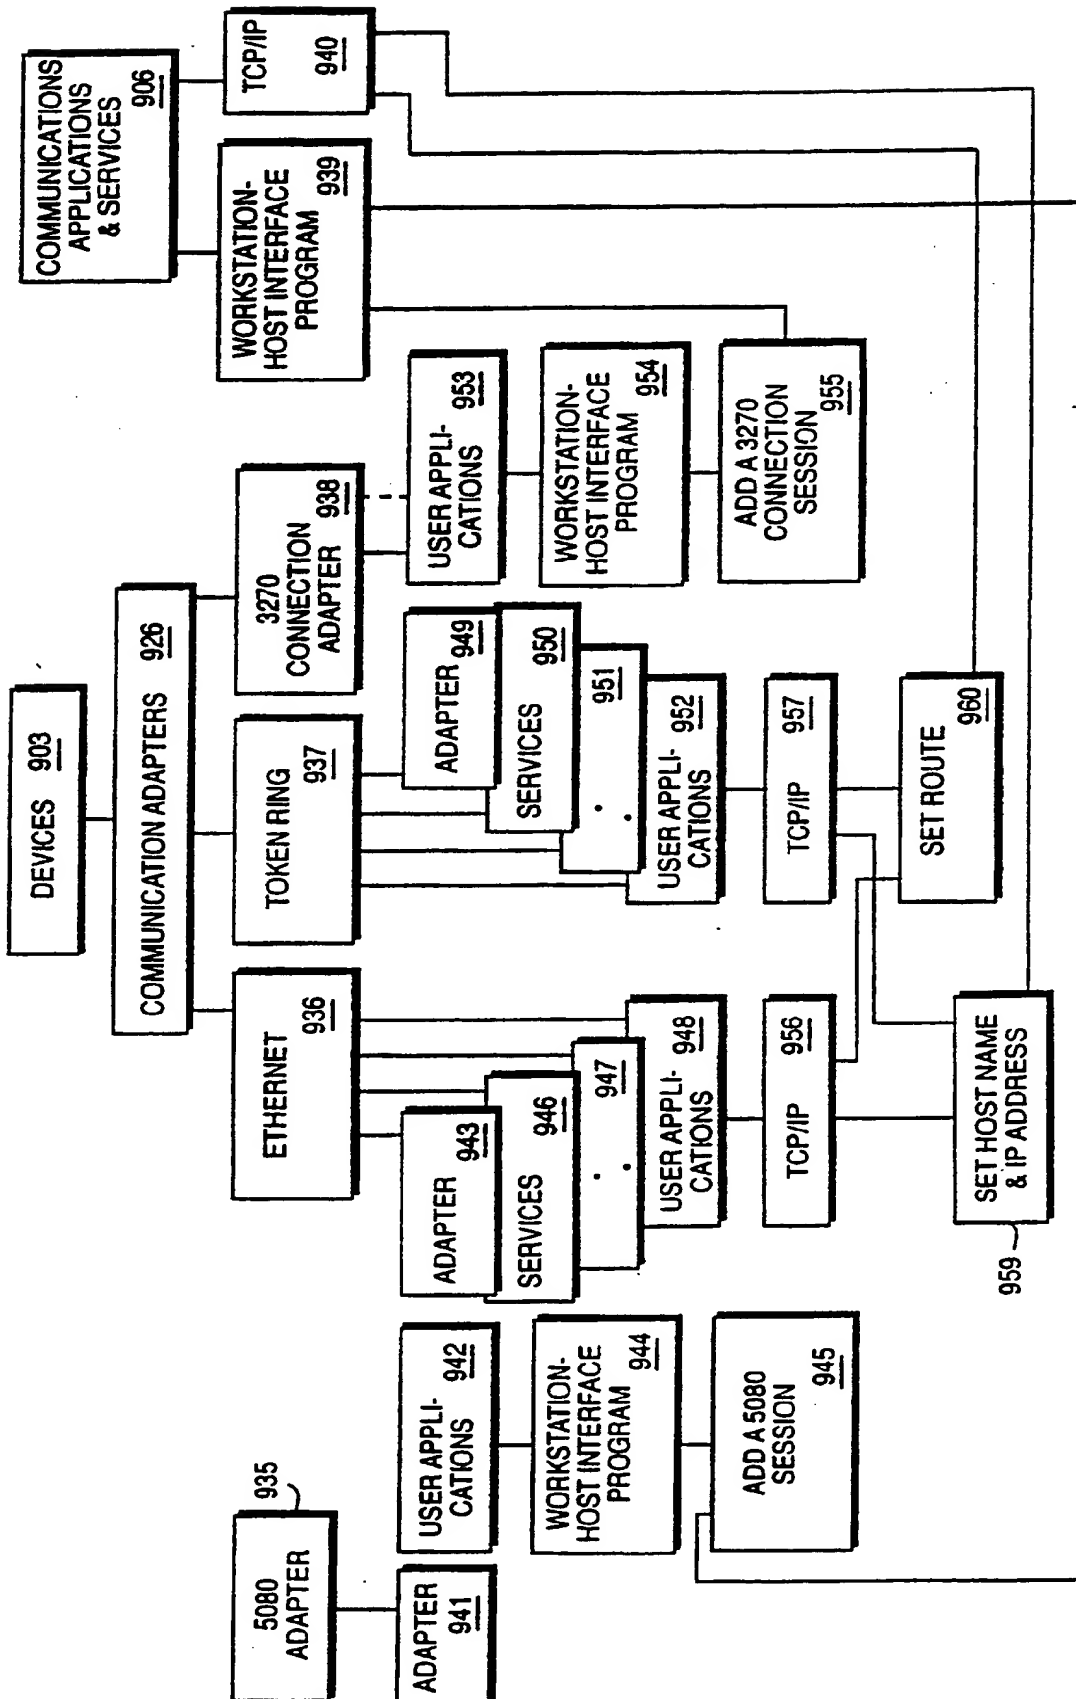 DEVICES 903
COMMUNICATIONS
APPLICATIONS
& SERVICES
906
COMMUNICATION ADAPTERS 926
5080
ADAPTER
935
ETHERNET
936
TOKEN RING
937
3270
CONNECTION
ADAPTER
938
WORKSTATION-
HOST INTERFACE
PROGRAM
939
TCP/IP
940
ADAPTER
941
USER APPLI-
CATIONS
942
WORKSTATION-
HOST INTERFACE
PROGRAM
944
ADD A 5080
SESSION
945
ADAPTER
943
SERVICES
946
947
USER APPLI-
CATIONS
948
TCP/IP
956
SET HOST NAME
& IP ADDRESS
959
ADAPTER
949
SERVICES
950
951
USER APPLI-
CATIONS
952
TCP/IP
957
SET ROUTE
960
USER APPLI-
CATIONS
953
WORKSTATION-
HOST INTERFACE
PROGRAM
954
ADD A 3270
CONNECTION
SESSION
955